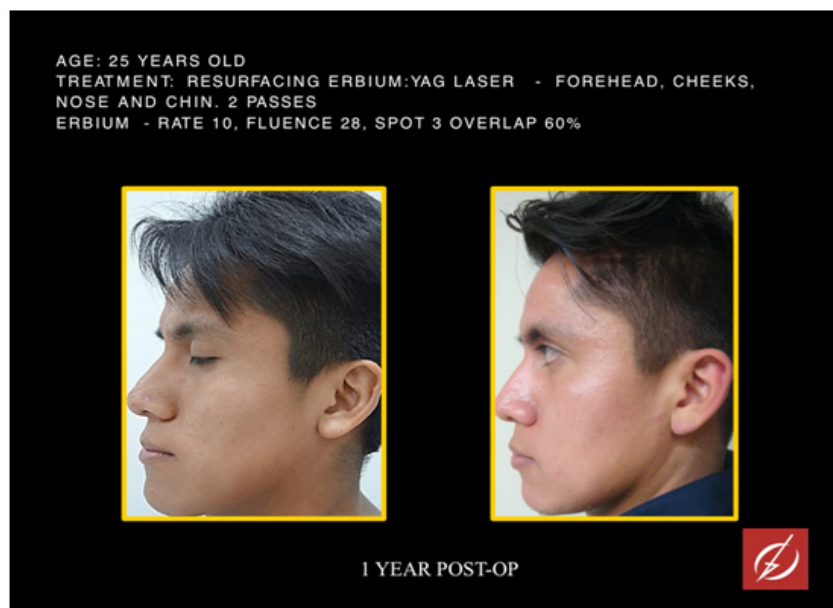 AGE: 25 YEARS OLD
TREATMENT: RESURFACING ERBIUM:YAG LASER - FOREHEAD, CHEEKS,
NOSE AND CHIN. 2 PASSES
ERBIUM - RATE 10, FLUENCE 28, SPOT 3 OVERLAP 60%
1 YEAR POST-OP